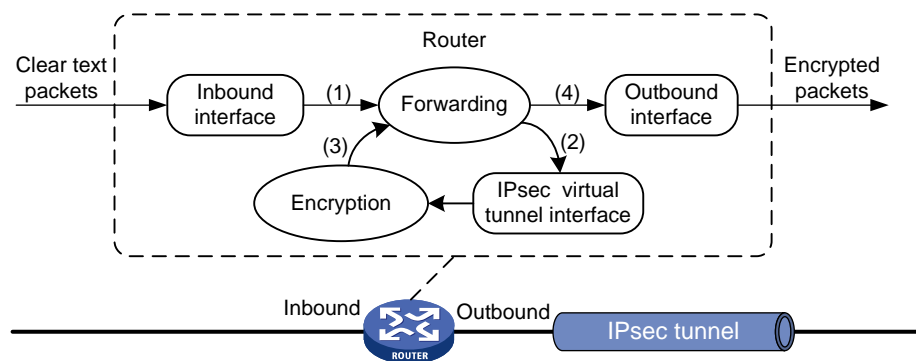 Router
Clear text
packets
Inbound
interface
(1)
Forwarding
(4)
Outbound
interface
Encrypted
packets
(3)
(2)
Encryption
IPsec virtual
tunnel interface
Inbound
Outbound
ROUTER
IPsec tunnel